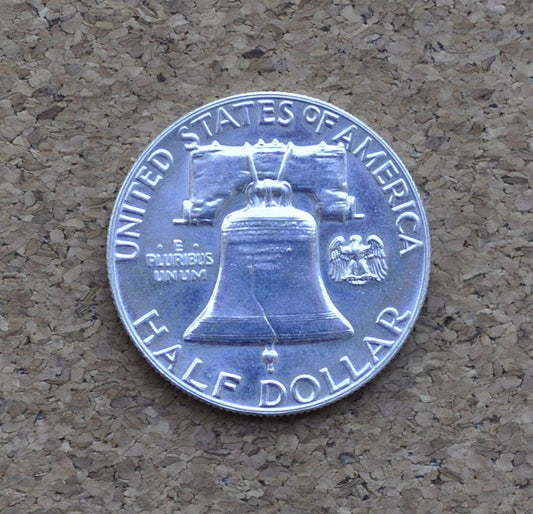 UNITED STATES OF AMERICA
· E ·
PLURIBUS
UNUM
HALF DOLLAR